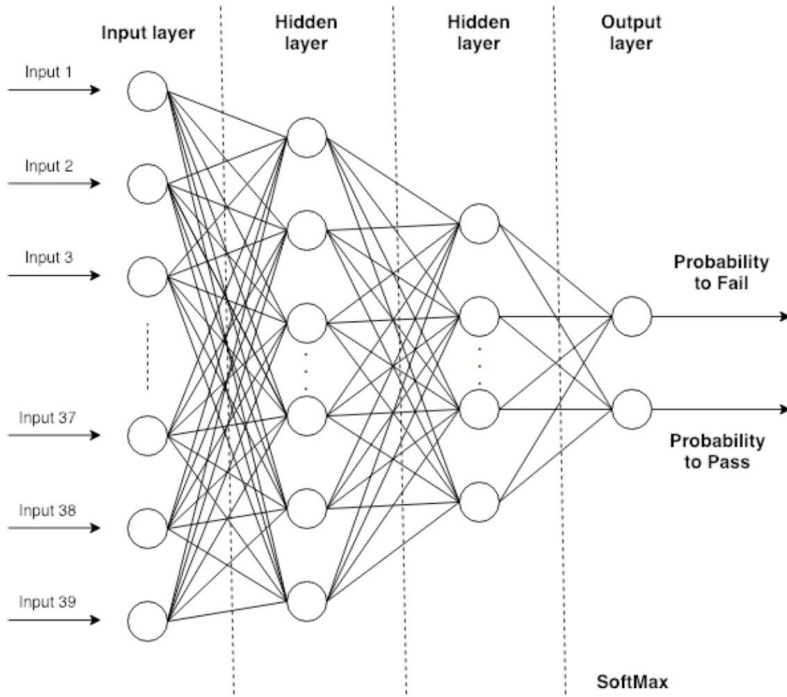 Input layer
Hidden
layer
Hidden
layer
Output
layer
Input 1
Input 2
Input 3
Input 37
Input 38
Input 39
Probability
to Fail
Probability
to Pass
SoftMax